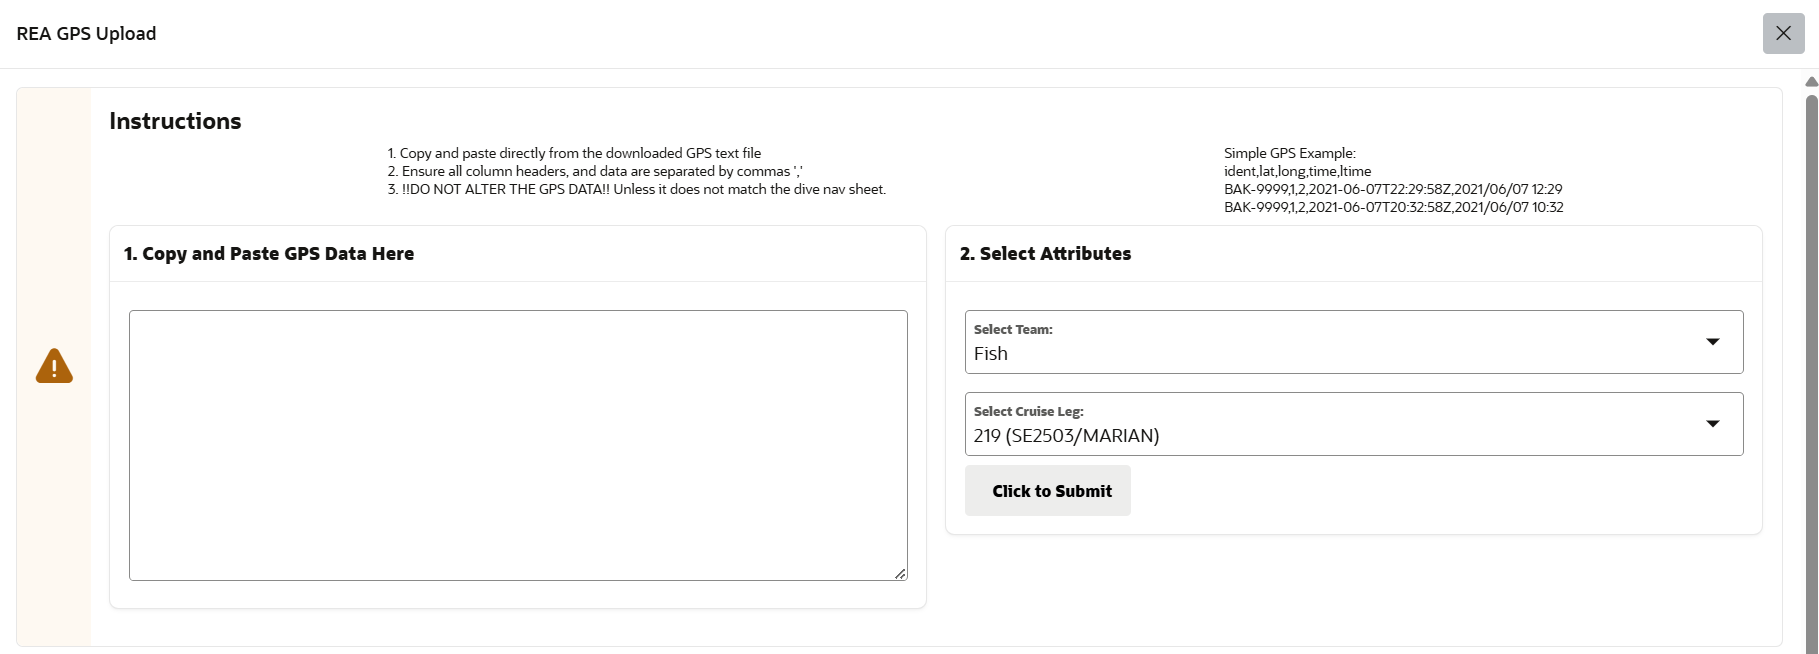 REA GPS Upload
Instructions
1. Copy and paste directly from the downloaded GPS text file
2. Ensure all column headers, and data are separated by commas ','
3. !!DO NOT ALTER THE GPS DATA!! Unless it does not match the dive nav sheet.
Simple GPS Example:
ident,lat,long,time,ltime
BAK-9999,1,2,2021-06-07T22:29:58Z,2021/06/07 12:29
BAK-9999,1,2,2021-06-07T20:32:58Z,2021/06/07 10:32
1. Copy and Paste GPS Data Here
2. Select Attributes
Select Team:
Fish
Select Cruise Leg:
219 (SE2503/MARIAN)
Click to Submit